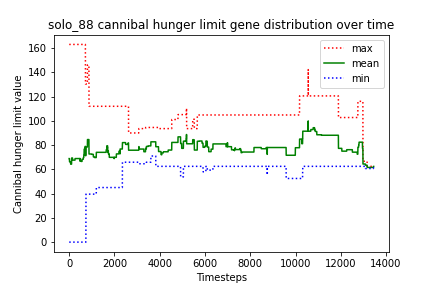 solo_88 cannibal hunger limit gene distribution over time
Cannibal hunger limit value
160
140
120
100
80
60
40
20
0
max
mean
min
0 2000 4000 6000 8000 10000 12000 14000
Timesteps